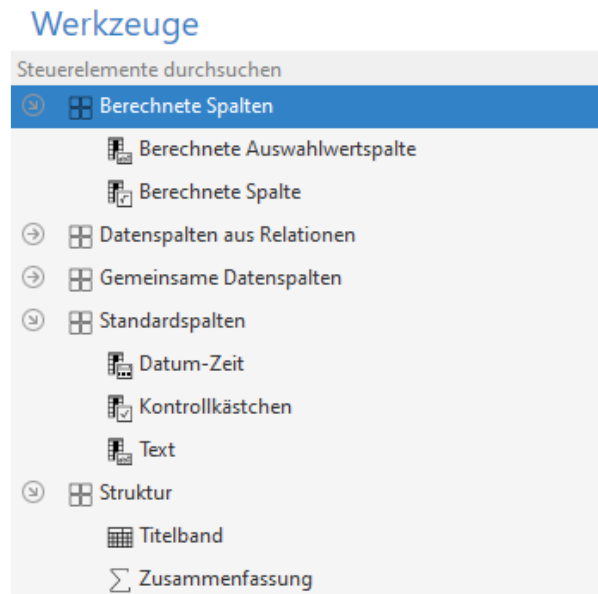 Werkzeuge
Steuerelemente durchsuchen
Berechnete Spalten
Berechnete Auswahlwertspalte
Berechnete Spalte
Datenspalten aus Relationen
Gemeinsame Datenspalten
Standardspalten
Datum-Zeit
Kontrollkästchen
Text
Struktur
Titelband
Zusammenfassung